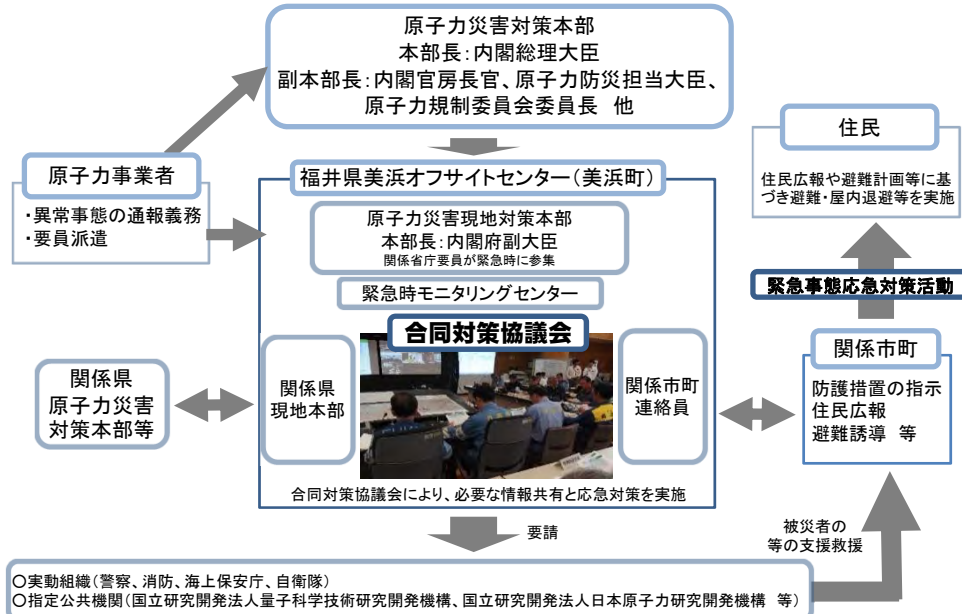 原子力災害対策本部
本部長：内閣総理大臣
副本部長：内閣官房長官、原子力防災担当大臣、
原子力規制委員会委員長　他
原子力事業者
・異常事態の通報義務
・要員派遣
福井県美浜オフサイトセンター（美浜町）
原子力災害現地対策本部
本部長：内閣府副大臣
関係省庁要員が緊急時に参集
緊急時モニタリングセンター
合同対策協議会
関係県
現地本部
関係市町
連絡員
合同対策協議会により、必要な情報共有と応急対策を実施
関係県
原子力災害
対策本部等
住民
住民広報や避難計画等に基
づき避難・屋内退避等を実施
緊急事態応急対策活動
関係市町
防護措置の指示
住民広報
避難誘導　等
要請
被災者の
等の支援救援
○実動組織（警察、消防、海上保安庁、自衛隊）
○指定公共機関（国立研究開発法人量子科学技術研究開発機構、国立研究開発法人日本原子力研究開発機構　等）